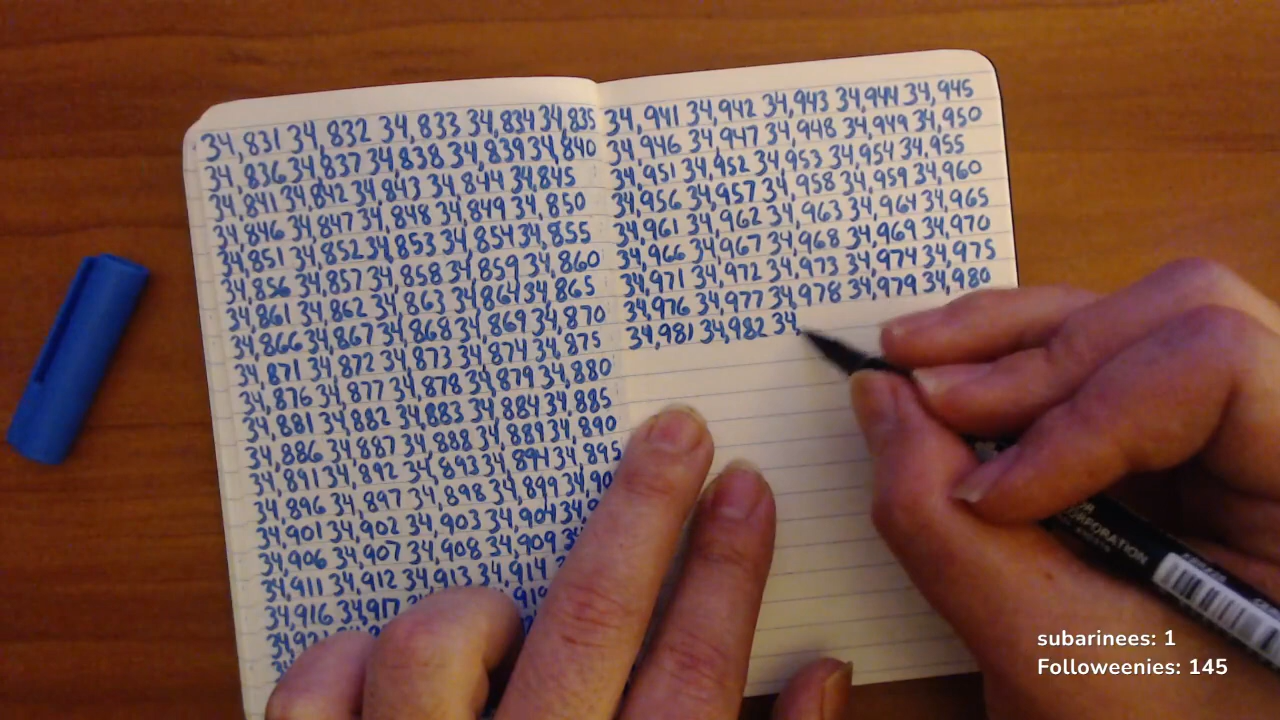 34,831 34,832 34,833 34,834 34,835
34,836 34,837 34,838 34,839 34,840
34,841 34,842 34,843 34,844 34,845
34,846 34,847 34,848 34,849 34,850
34,851 34,852 34,853 34,854 34,855
34,856 34,857 34,858 34,859 34,860
34,861 34,862 34,863 34,864 34,865
34,866 34,867 34,868 34,869 34,870
34,871 34,872 34,873 34,874 34,875
34,876 34,877 34,878 34,879 34,880
34,881 34,882 34,883 34,884 34,885
34,886 34,887 34,888 34,889 34,890
34,891 34,892 34,893 34,894 34,895
34,896 34,897 34,898 34,899 34,90
34,901 34,902 34,903 34,904
34,906 34,907 34,908 34,909
34,911 34,912 34,913 34,914
34,916 34,917
34,941 34,942 34,943 34,944 34,945
34,946 34,947 34,948 34,949 34,950
34,951 34,952 34,953 34,954 34,955
34,956 34,957 34,958 34,959 34,960
34,961 34,962 34,963 34,964 34,965
34,966 34,967 34,968 34,969 34,970
34,971 34,972 34,973 34,974 34,975
34,976 34,977 34,978 34,979 34,980
34,981 34,982 34,
CORPORATION
subarinees: 1
Followeenies: 145